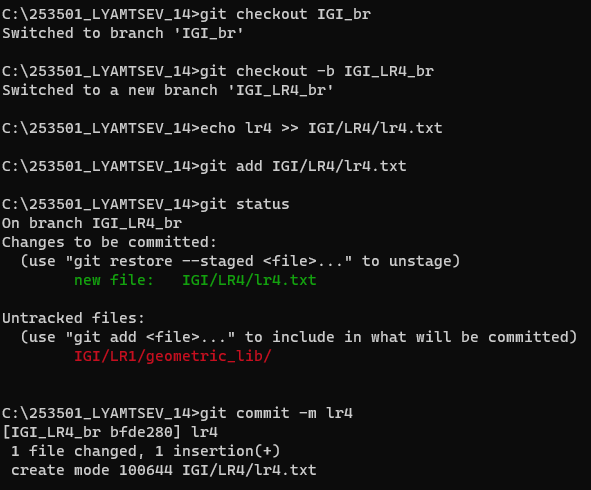 C:\253501_LYAMTSEV_14>git checkout IGI_br
Switched to branch 'IGI_br'
C:\253501_LYAMTSEV_14>git checkout -b IGI_LR4_br
Switched to a new branch 'IGI_LR4_br'
C:\253501_LYAMTSEV_14>echo lr4 >> IGI/LR4/lr4.txt
C:\253501_LYAMTSEV_14>git add IGI/LR4/lr4.txt
C:\253501_LYAMTSEV_14>git status
On branch IGI_LR4_br
Changes to be committed:
  (use "git restore --staged <file>..." to unstage)
        new file:   IGI/LR4/lr4.txt
Untracked files:
  (use "git add <file>..." to include in what will be committed)
        IGI/LR1/geometric_lib/
C:\253501_LYAMTSEV_14>git commit -m lr4
[IGI_LR4_br bfde280] lr4
 1 file changed, 1 insertion(+)
 create mode 100644 IGI/LR4/lr4.txt